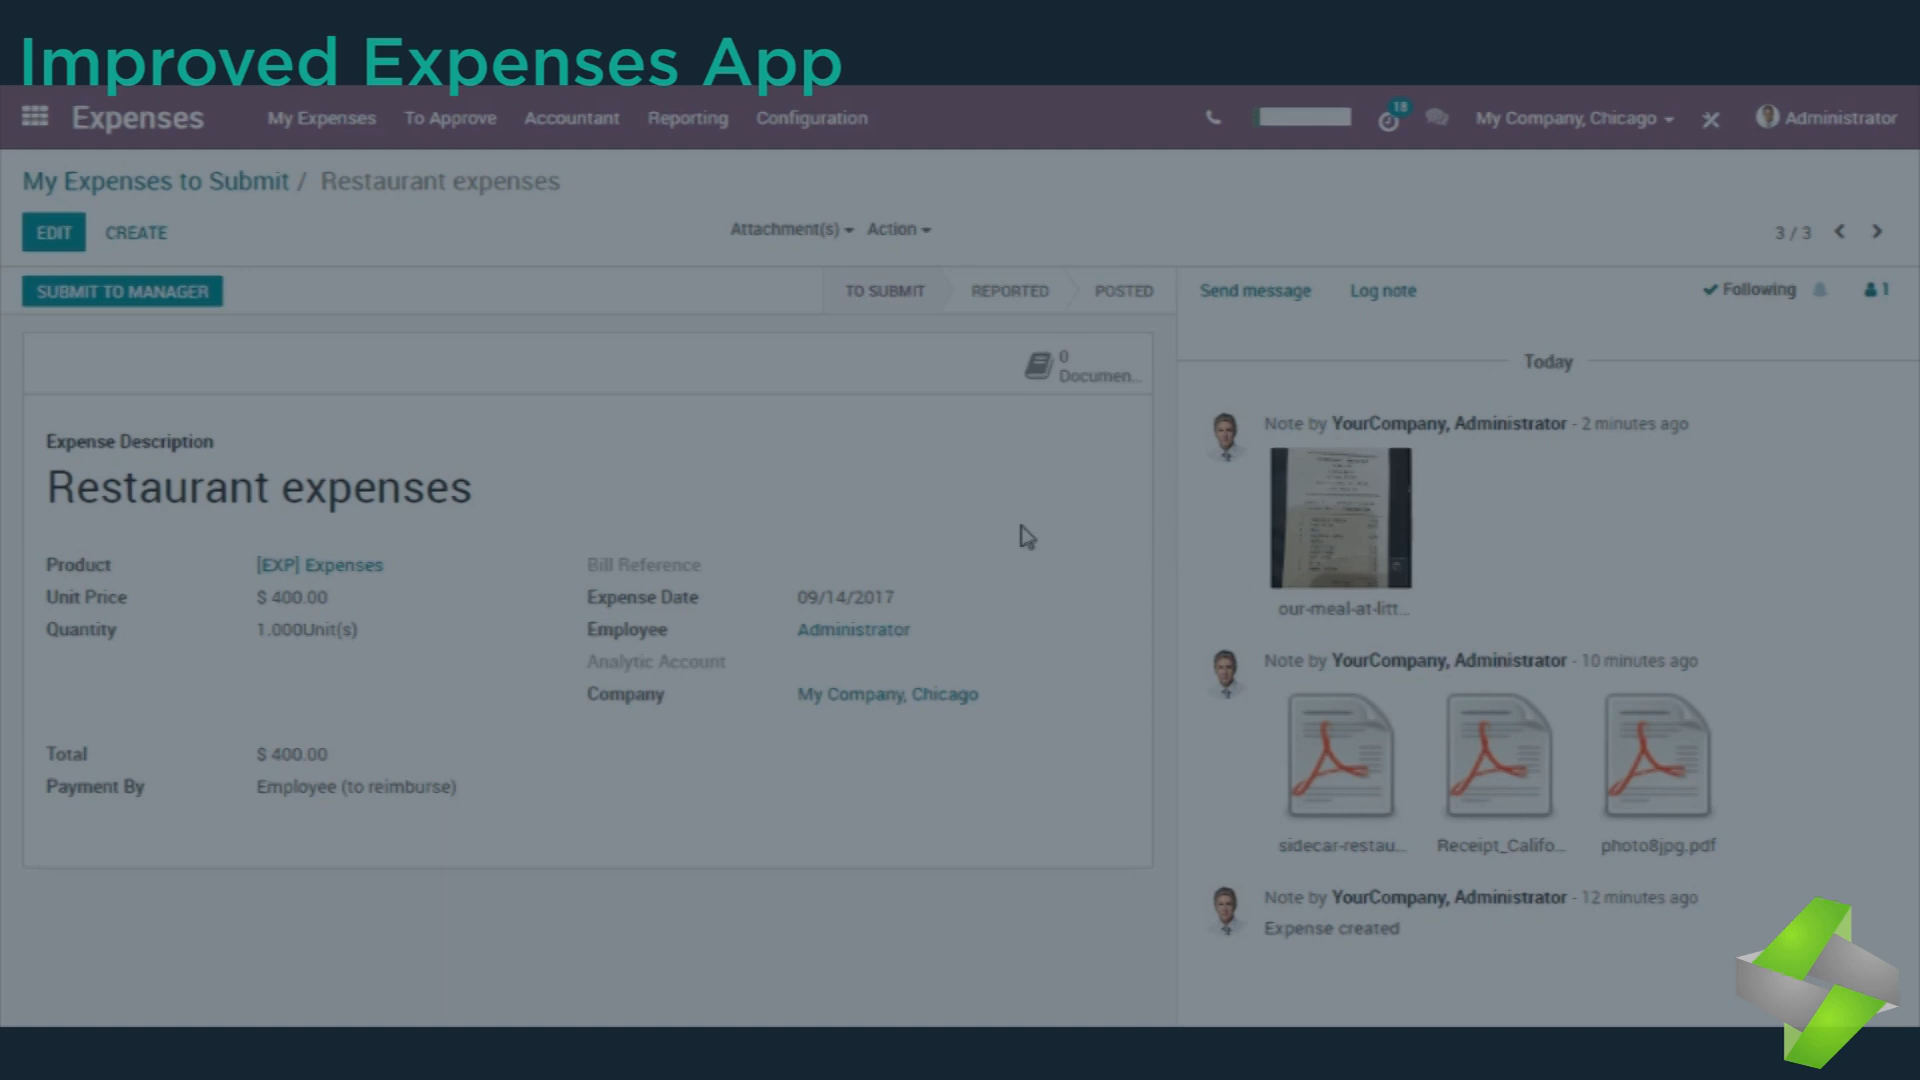 Improved Expenses App
Expenses My Expenses To Approve Accountant Reporting Configuration 18 My Company, Chicago Administrator
My Expenses to Submit / Restaurant expenses
EDIT CREATE Attachment(s) Action 3 / 3
SUBMIT TO MANAGER TO SUBMIT REPORTED POSTED Send message Log note Following 1
0
Documen...
Today
Expense Description
Restaurant expenses
Product [EXP] Expenses Bill Reference
Unit Price $ 400.00 Expense Date 09/14/2017
Quantity 1.000Unit(s) Employee Administrator
Analytic Account
Company My Company, Chicago
Total $ 400.00
Payment By Employee (to reimburse)
Note by YourCompany, Administrator - 2 minutes ago
our-meal-at-litt...
Note by YourCompany, Administrator - 10 minutes ago
sidecar-restau... Receipt_Califo... photo8jpg.pdf
Note by YourCompany, Administrator - 12 minutes ago
Expense created